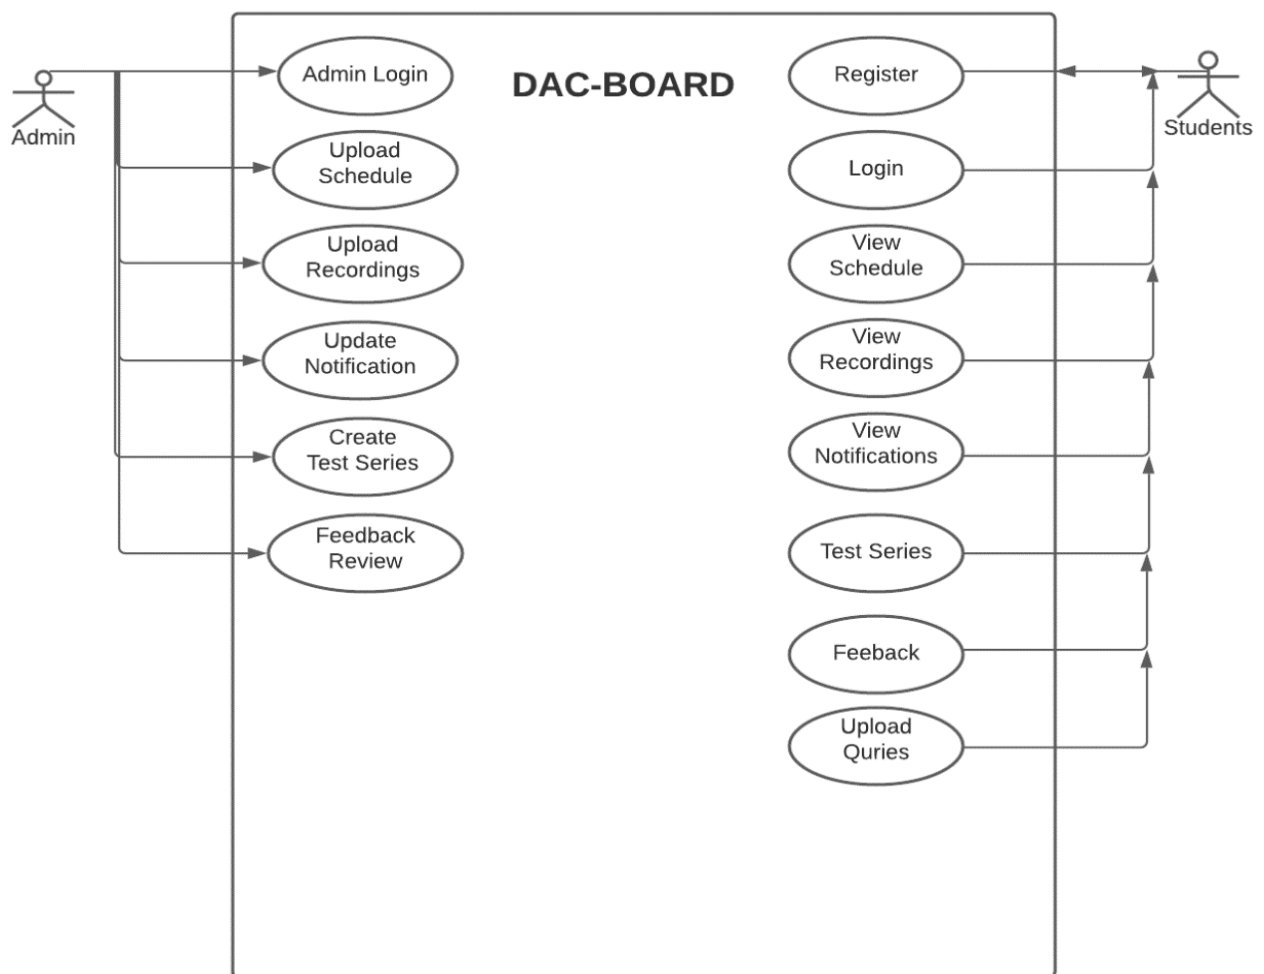 DAC-BOARD
Admin
Admin Login
Upload
Schedule
Upload
Recordings
Update
Notification
Create
Test Series
Feedback
Review
Students
Register
Login
View
Schedule
View
Recordings
View
Notifications
Test Series
Feeback
Upload
Quries